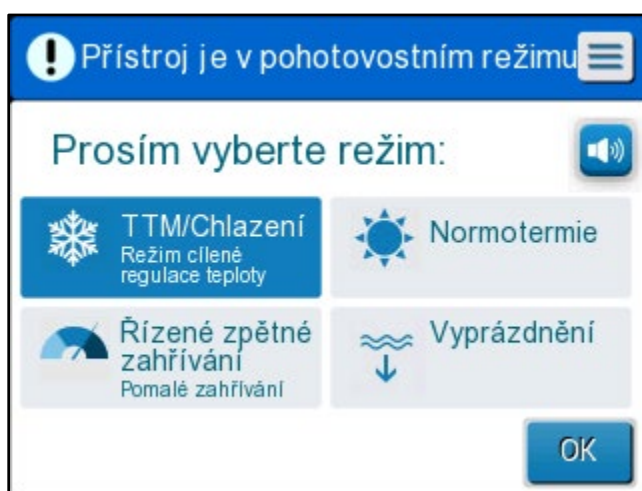 Přístroj je v pohotovostním režimu
Prosím vyberte režim:
TTM/Chlazení
Režim cílené
regulace teploty
Normotermie
Řízené zpětné
zahřívání
Pomalé zahřívání
Vyprázdnění
OK